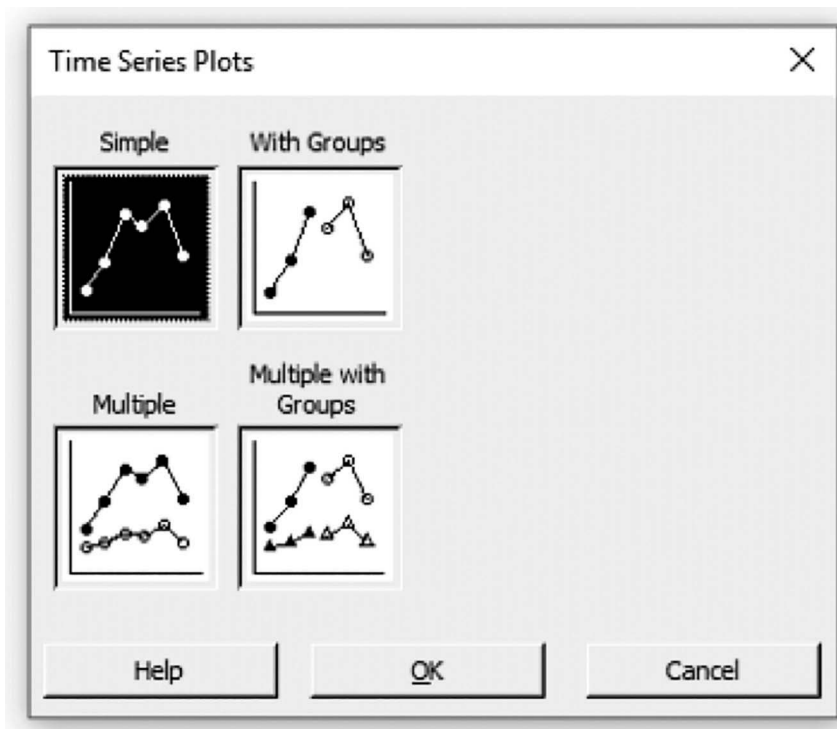 Time Series Plots
Simple
With Groups
Multiple
Multiple with
Groups
Help
OK
Cancel